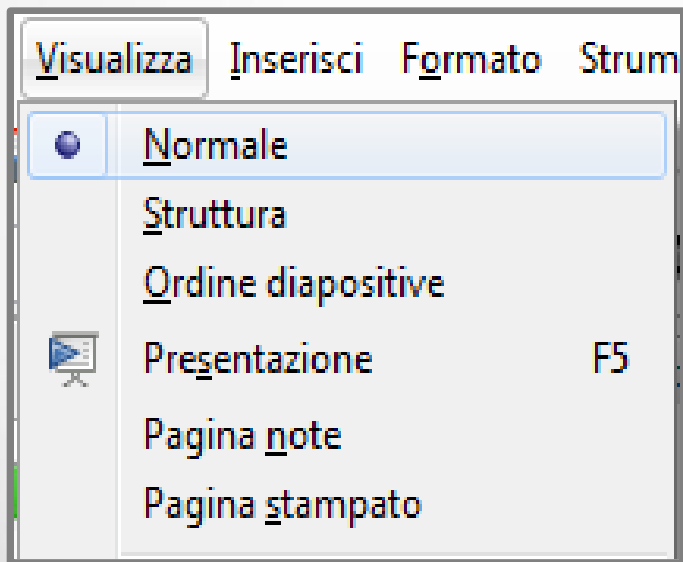 Visualizza Inserisci Formato Strum
Normale
Struttura
Ordine diapositive
Presentazione F5
Pagina note
Pagina stampato